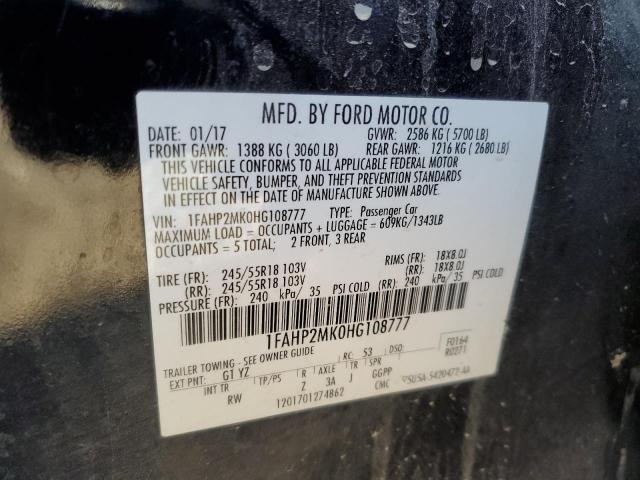 MFD. BY FORD MOTOR CO.
DATE: 01/17 GVWR: 2586 KG ( 5700 LB)
FRONT GAWR: 1388 KG ( 3060 LB) REAR GAWR: 1216 KG ( 2680 LB)
THIS VEHICLE CONFORMS TO ALL APPLICABLE FEDERAL MOTOR
VEHICLE SAFETY, BUMPER, AND THEFT PREVENTION STANDARDS
IN EFFECT ON THE DATE OF MANUFACTURE SHOWN ABOVE.
VIN: 1FAHP2MK0HG108777 TYPE: Passenger Car
MAXIMUM LOAD = OCCUPANTS + LUGGAGE = 609KG/1343LB
OCCUPANTS = 5 TOTAL; 2 FRONT, 3 REAR
TIRE (FR): 245/55R18 103V RIMS (FR): 18X8.0J
(RR): 245/55R18 103V (RR): 18X8.0J
PRESSURE (FR): 240 kPa/ 35 PSI COLD (RR): 240 kPa/ 35 PSI COLD
1FAHP2MK0HG108777
F0164
R0271
TRAILER TOWING - SEE OWNER GUIDE RC: 53 DSO:
EXT PNT: G1 YZ
INT TR TP/PS R AXLE TR SPR
RW Z 3A J GGPP
1201701274862 CMC